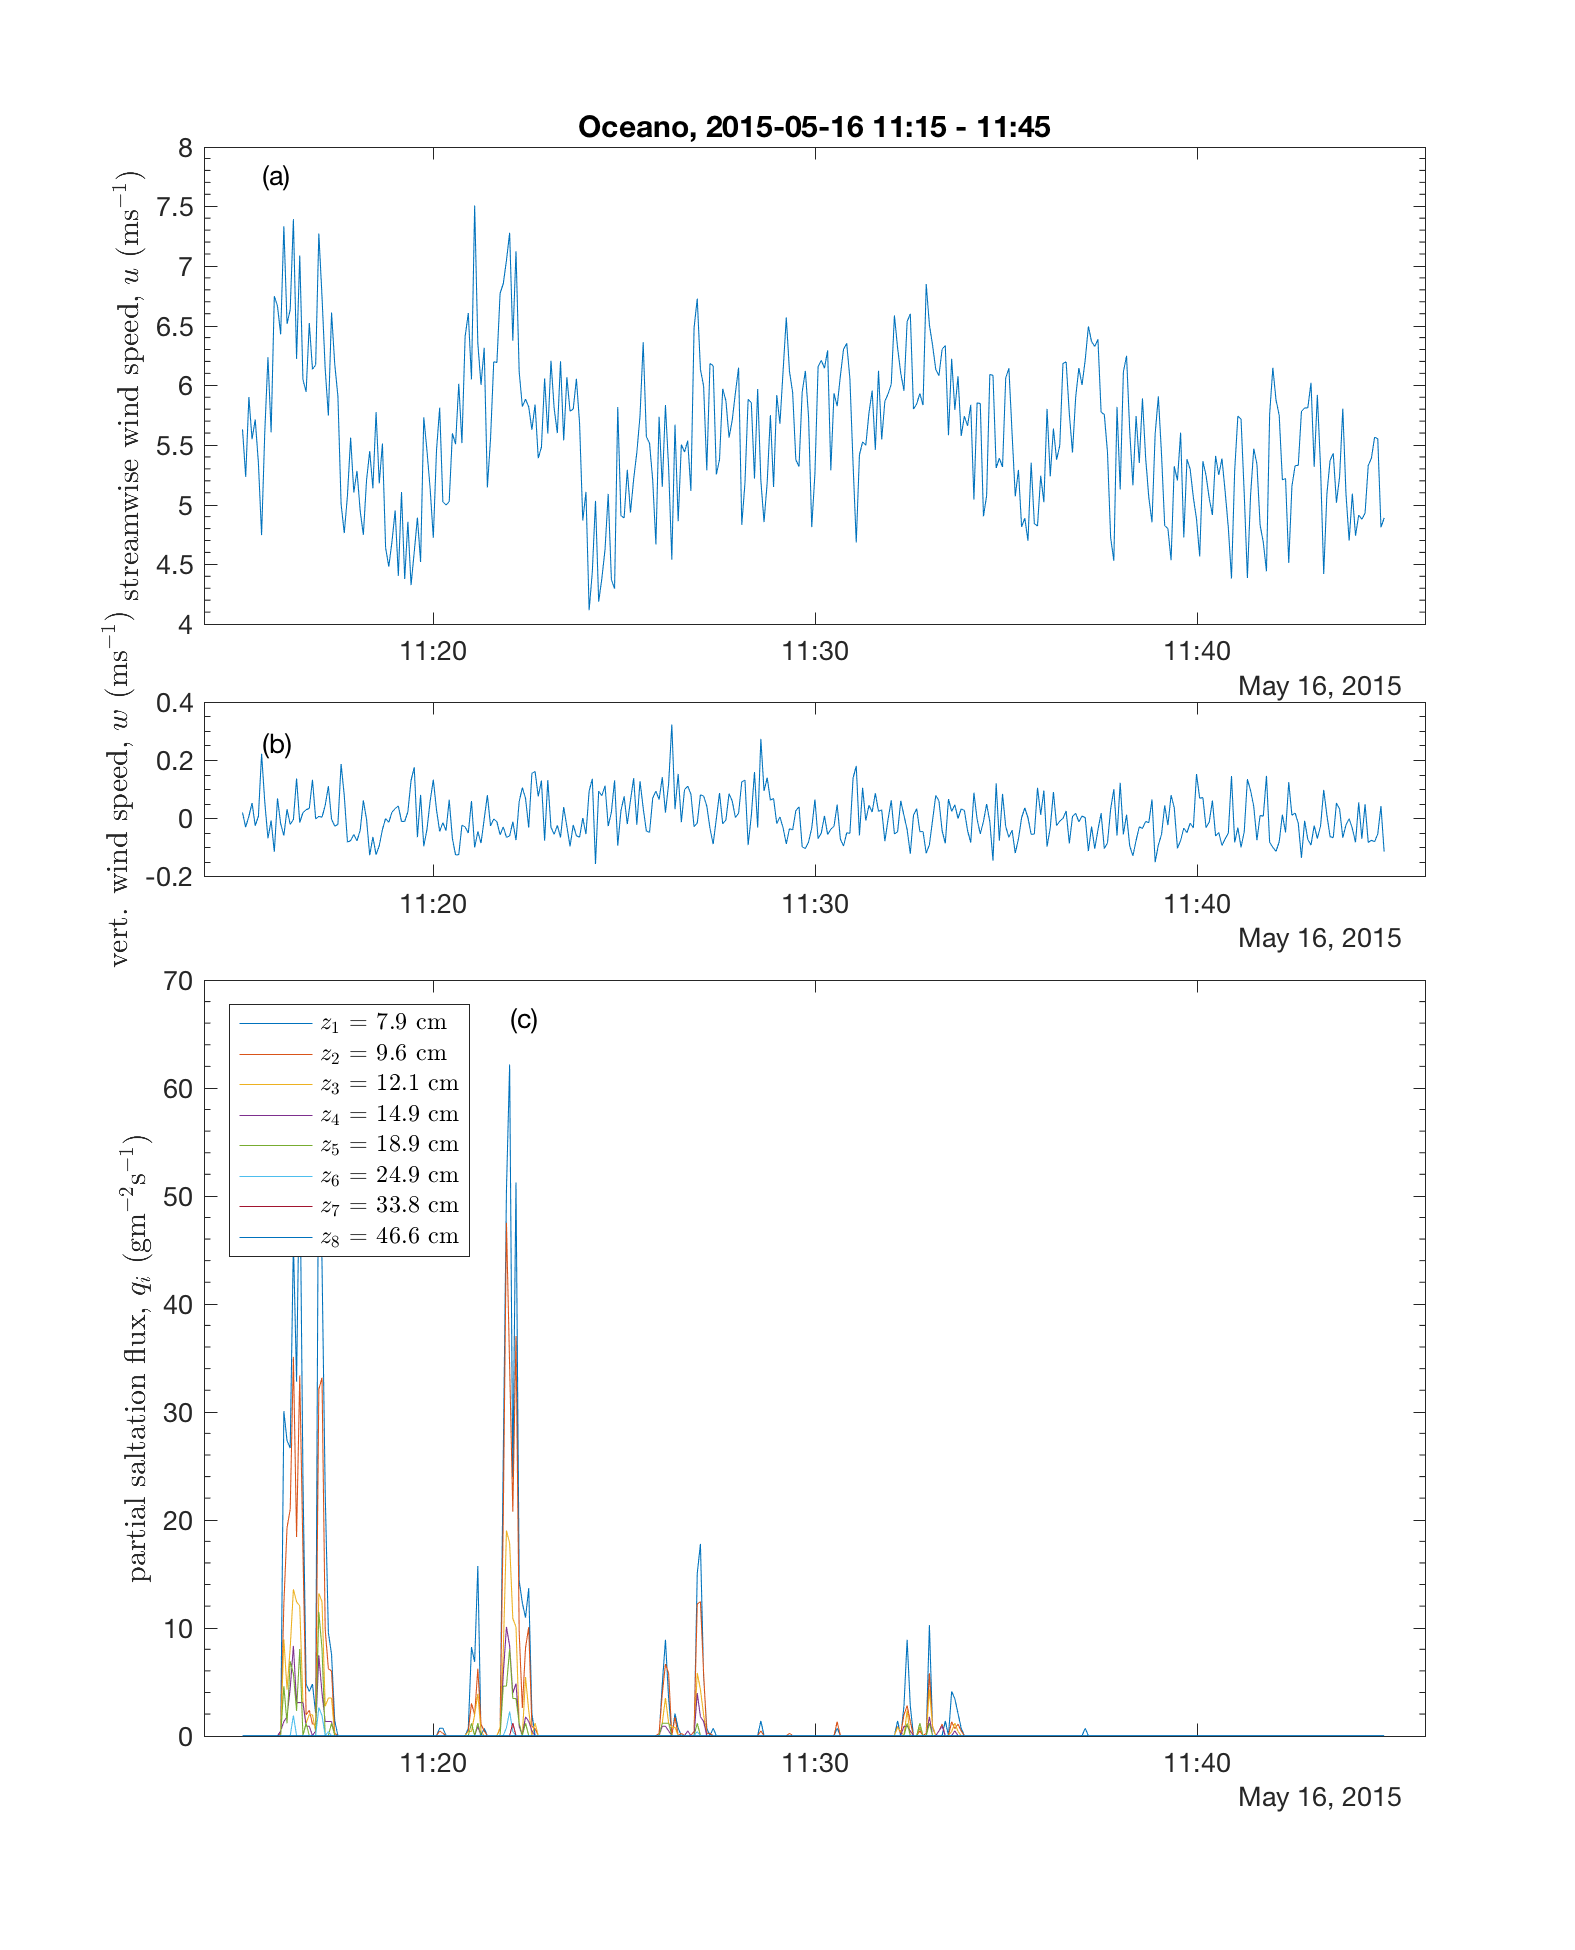 Oceano, 2015-05-16 11:15 - 11:45
(a)
streamwise wind speed, u (ms⁻¹)
8
7.5
7
6.5
6
5.5
5
4.5
4
11:20 11:30 11:40
May 16, 2015
(b)
vert. wind speed, w (ms⁻¹)
0.4
0.2
0
-0.2
11:20 11:30 11:40
May 16, 2015
(c)
partial saltation flux, qᵢ (gm⁻²s⁻¹)
70
60
50
40
30
20
10
0
z₁ = 7.9 cm
z₂ = 9.6 cm
z₃ = 12.1 cm
z₄ = 14.9 cm
z₅ = 18.9 cm
z₆ = 24.9 cm
z₇ = 33.8 cm
z₈ = 46.6 cm
11:20 11:30 11:40
May 16, 2015